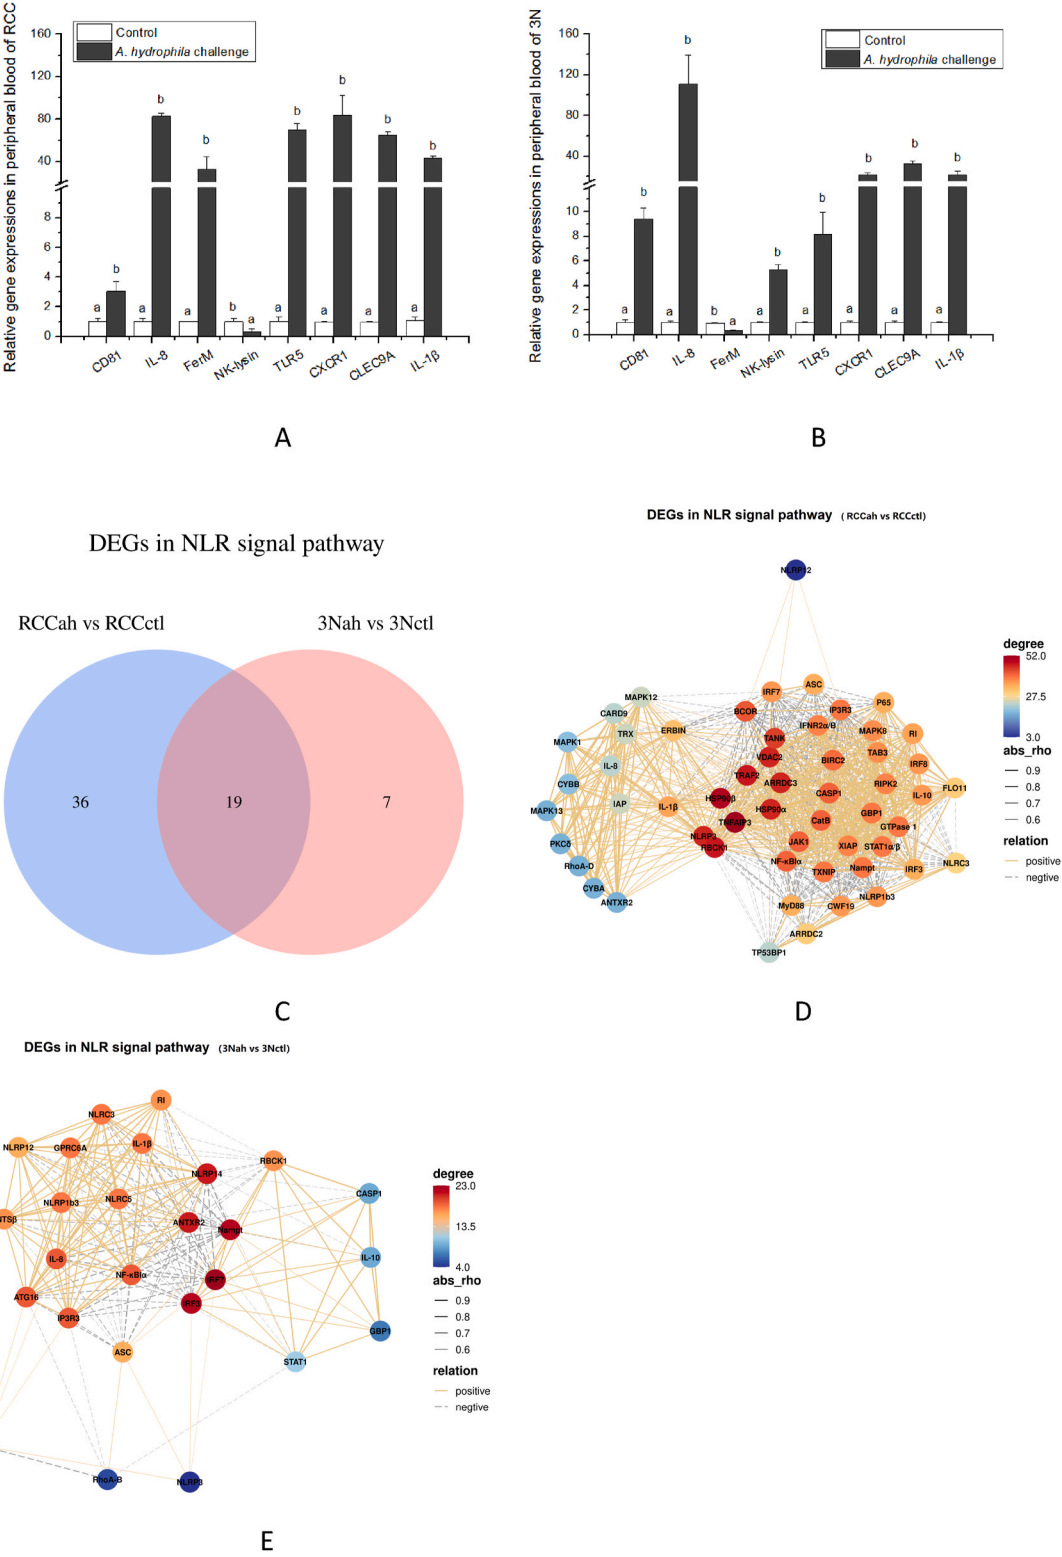 Relative gene expressions in peripheral blood of RCC
160
120
80
40
8
6
4
2
0
Control
A. hydrophila challenge
a b a b a b b a a b a b a b a b
CD81 IL-8 FerM NK-lysin TLR5 CXCR1 CLEC9A IL-1β
A
Relative gene expressions in peripheral blood of 3N
160
120
80
40
10
8
6
4
2
0
Control
A. hydrophila challenge
a b a b b a a b a b a b a b a b
CD81 IL-8 FerM NK-lysin TLR5 CXCR1 CLEC9A IL-1β
B
DEGs in NLR signal pathway
RCCah vs RCCctl 3Nah vs 3Nctl
36 19 7
C
DEGs in NLR signal pathway (RCCah vs RCCctl)
NLRP12
MAPK12
IRF7
ASC
CARD9
BCOR
IP3R3
P65
TRX
ERBIN
IFNR2α/B
MAPK8
RI
MAPK1
TANK
VDAC2
BIRC2
TAB3
IRF8
IL-8
TRAF2
ARRDC3
CYBB
RIPK2
FLO11
HSP90β
CASP1
IL-10
IAP
IL-1β
MAPK13
HSP90α
GBP1
TNFAIP3
CatB
GTPase 1
NLRP3
RBCK1
PKCδ
JAK1
XIAP
STAT1α/β
RhoA-D
NF-κBIα
TXNIP
Nampt
IRF3
NLRC3
CYBA
ANTXR2
MyD88
CWF19
NLRP1b3
ARRDC2
TP53BP1
degree
52.0
27.5
3.0
abs_rho
0.9
0.8
0.7
0.6
relation
positive
negtive
D
DEGs in NLR signal pathway (3Nah vs 3Nctl)
RI
NLRC3
NLRP12
GPRC6A
IL-1β
RBCK1
NLRP14
CASP1
NLRP1b3
NLRC5
NTSβ
ANTXR2
Nampt
IL-8
NF-κBIα
IRF7
IL-10
ATG16
IP3R3
IRF3
GBP1
ASC
STAT1
RhoA-B
NLRP3
degree
23.0
13.5
4.0
abs_rho
0.9
0.8
0.7
0.6
relation
positive
negtive
E